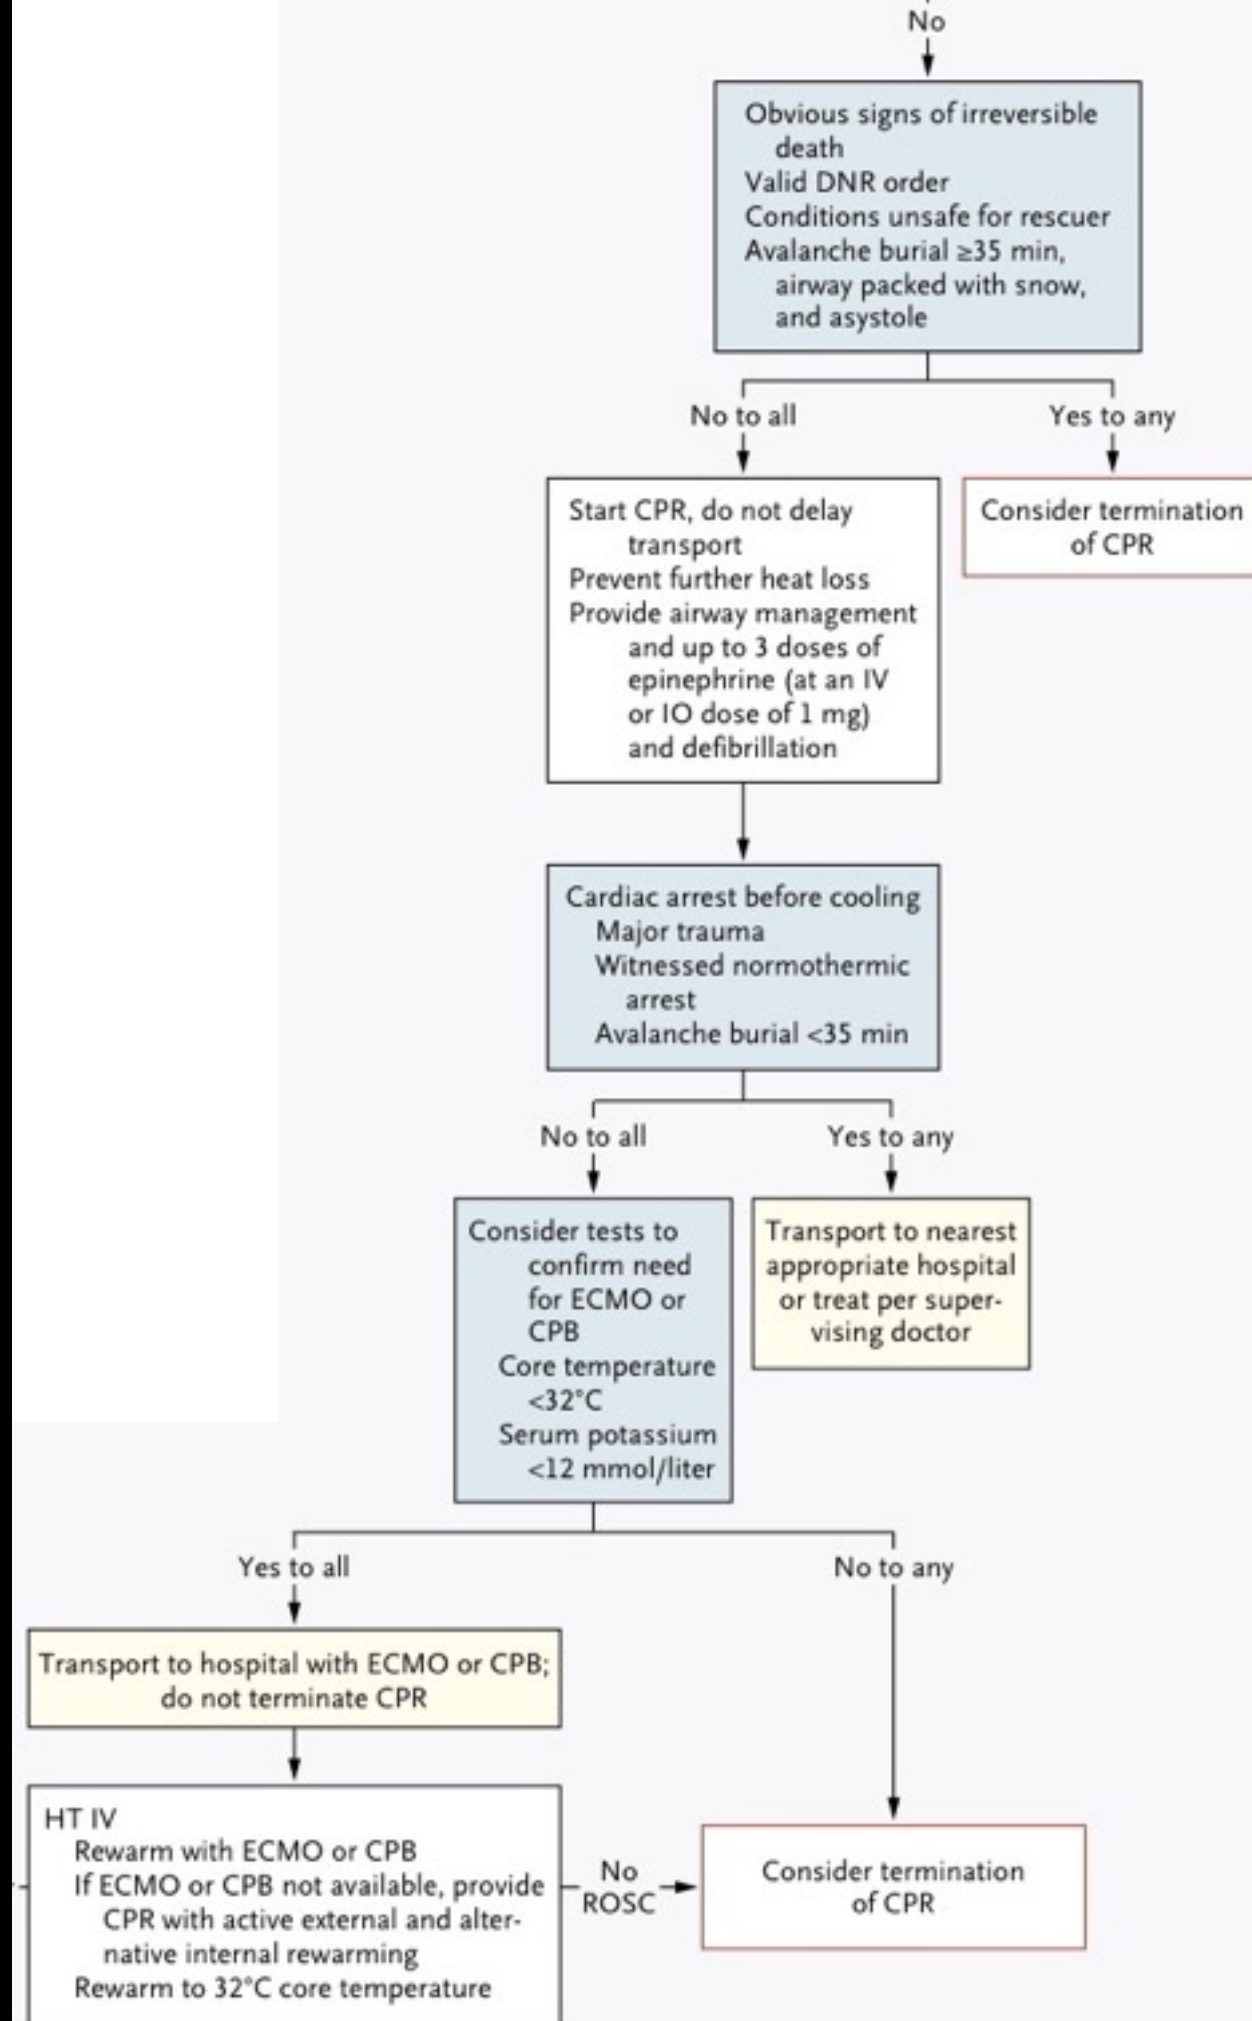 No
Obvious signs of irreversible
death
Valid DNR order
Conditions unsafe for rescuer
Avalanche burial ≥35 min,
airway packed with snow,
and asystole
No to all
Yes to any
Start CPR, do not delay
transport
Prevent further heat loss
Provide airway management
and up to 3 doses of
epinephrine (at an IV
or IO dose of 1 mg)
and defibrillation
Consider termination
of CPR
Cardiac arrest before cooling
Major trauma
Witnessed normothermic
arrest
Avalanche burial <35 min
No to all
Yes to any
Consider tests to
confirm need
for ECMO or
CPB
Core temperature
<32°C
Serum potassium
<12 mmol/liter
Transport to nearest
appropriate hospital
or treat per super-
vising doctor
Yes to all
No to any
Transport to hospital with ECMO or CPB;
do not terminate CPR
HT IV
Rewarm with ECMO or CPB
If ECMO or CPB not available, provide
CPR with active external and alter-
native internal rewarming
Rewarm to 32°C core temperature
No
ROSC
Consider termination
of CPR